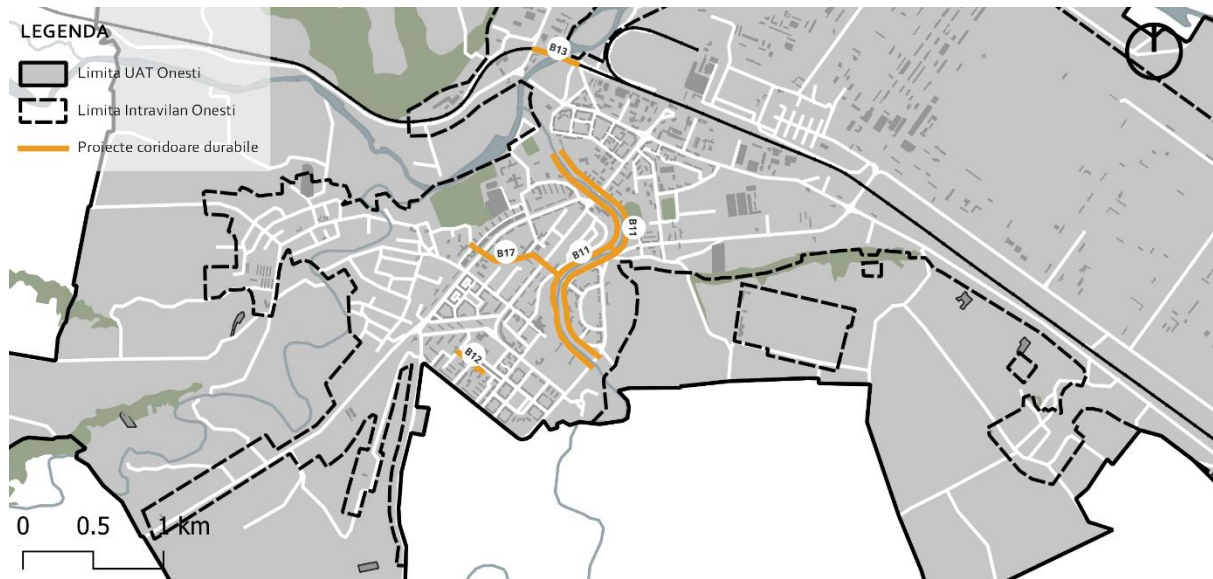 LEGENDA
Limita UAT Onesti
Limita Intravilan Onesti
Proiecte coridoare durabile
B13
B11
B11
B17
B12
0 0.5 1 km